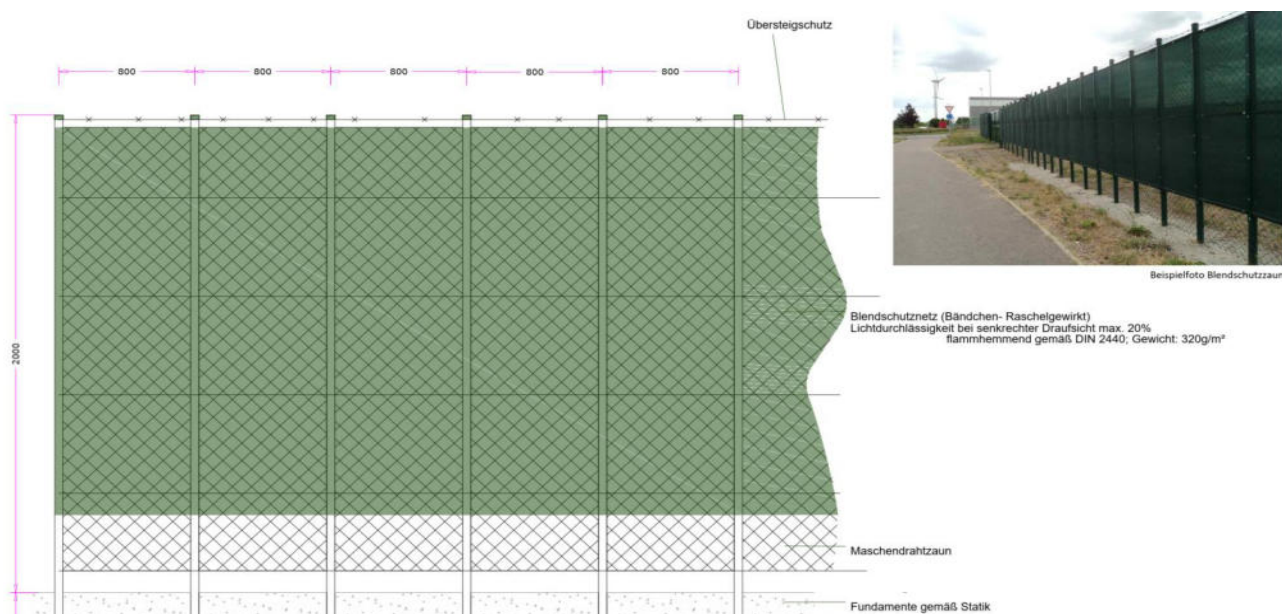 Übersteigschutz
800 800 800 800 800
2000
Beispielfoto Blendschutzzaun
Blendschutznetz (Bändchen- Raschelgewirkt)
Lichtdurchlässigkeit bei senkrechter Draufsicht max. 20%
flammhemmend gemäß DIN 2440; Gewicht: 320g/m²
Maschendrahtzaun
Fundamente gemäß Statik